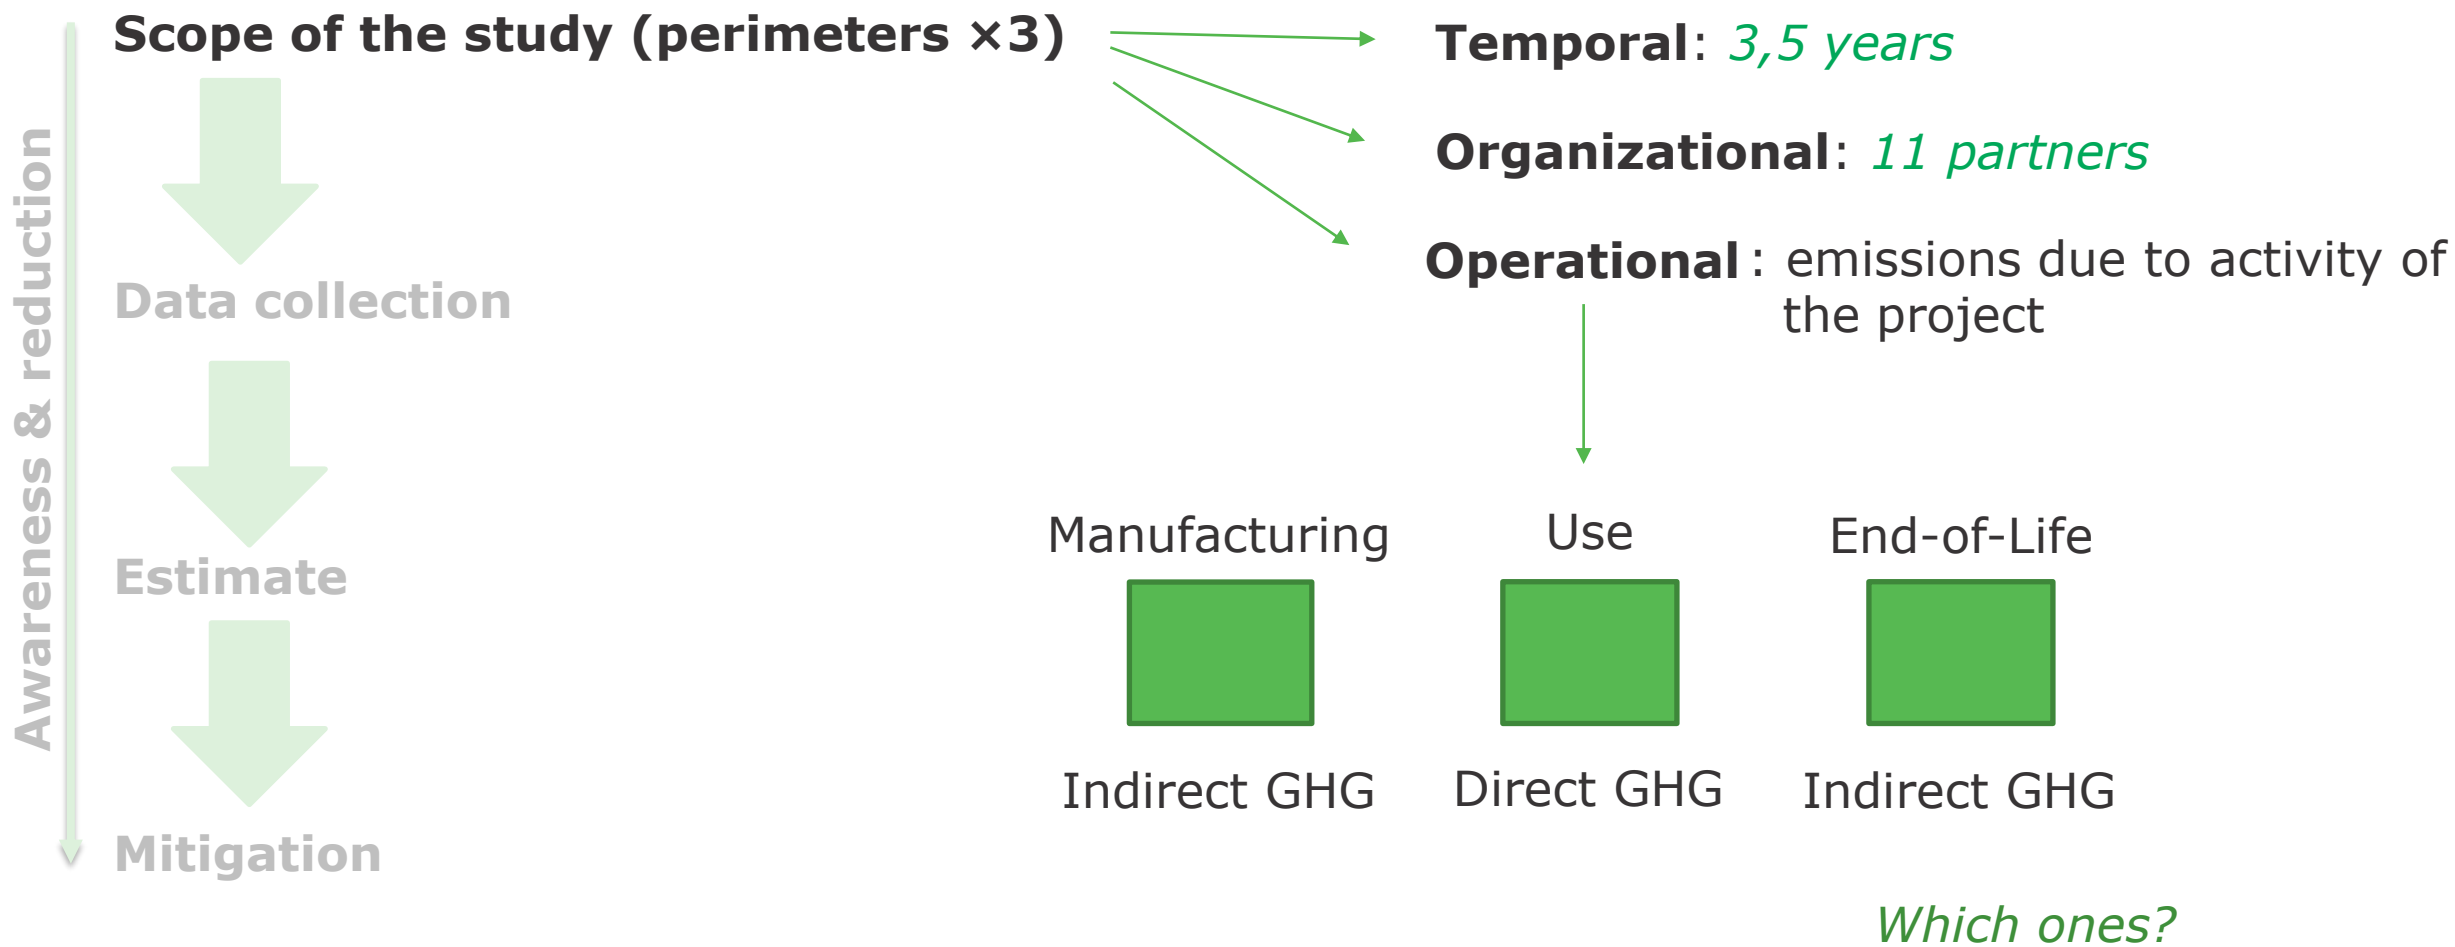 Scope of the study (perimeters ×3)
Temporal: 3,5 years
Organizational: 11 partners
Operational : emissions due to activity of
the project
Awareness & reduction
Data collection
Estimate
Mitigation
Manufacturing
Use
End-of-Life
Indirect GHG
Direct GHG
Indirect GHG
Which ones?